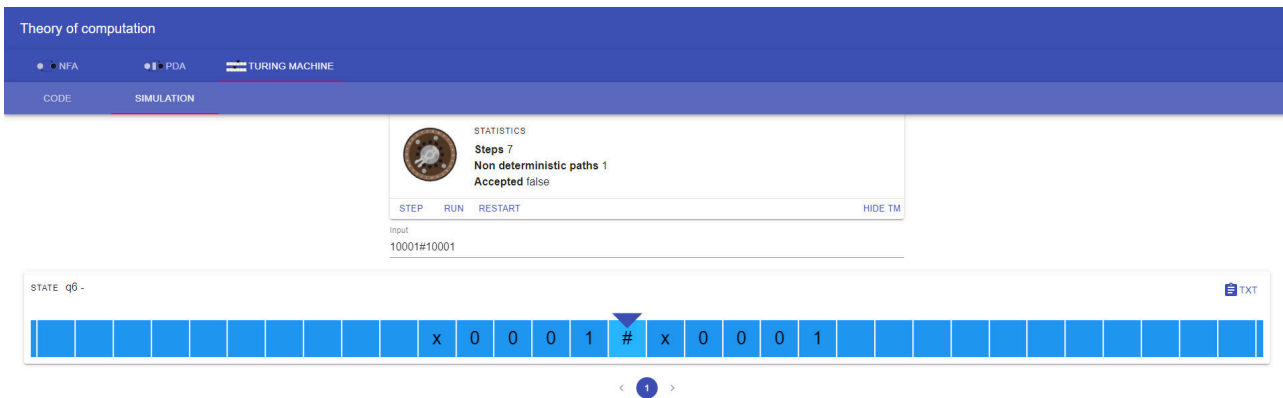 Theory of computation
NFA PDA TURING MACHINE
CODE SIMULATION
STATISTICS
Steps 7
Non deterministic paths 1
Accepted false
STEP RUN RESTART HIDE TM
Input
10001#10001
STATE q6 - TXT
x 0 0 0 1 # x 0 0 0 1
< 1 >